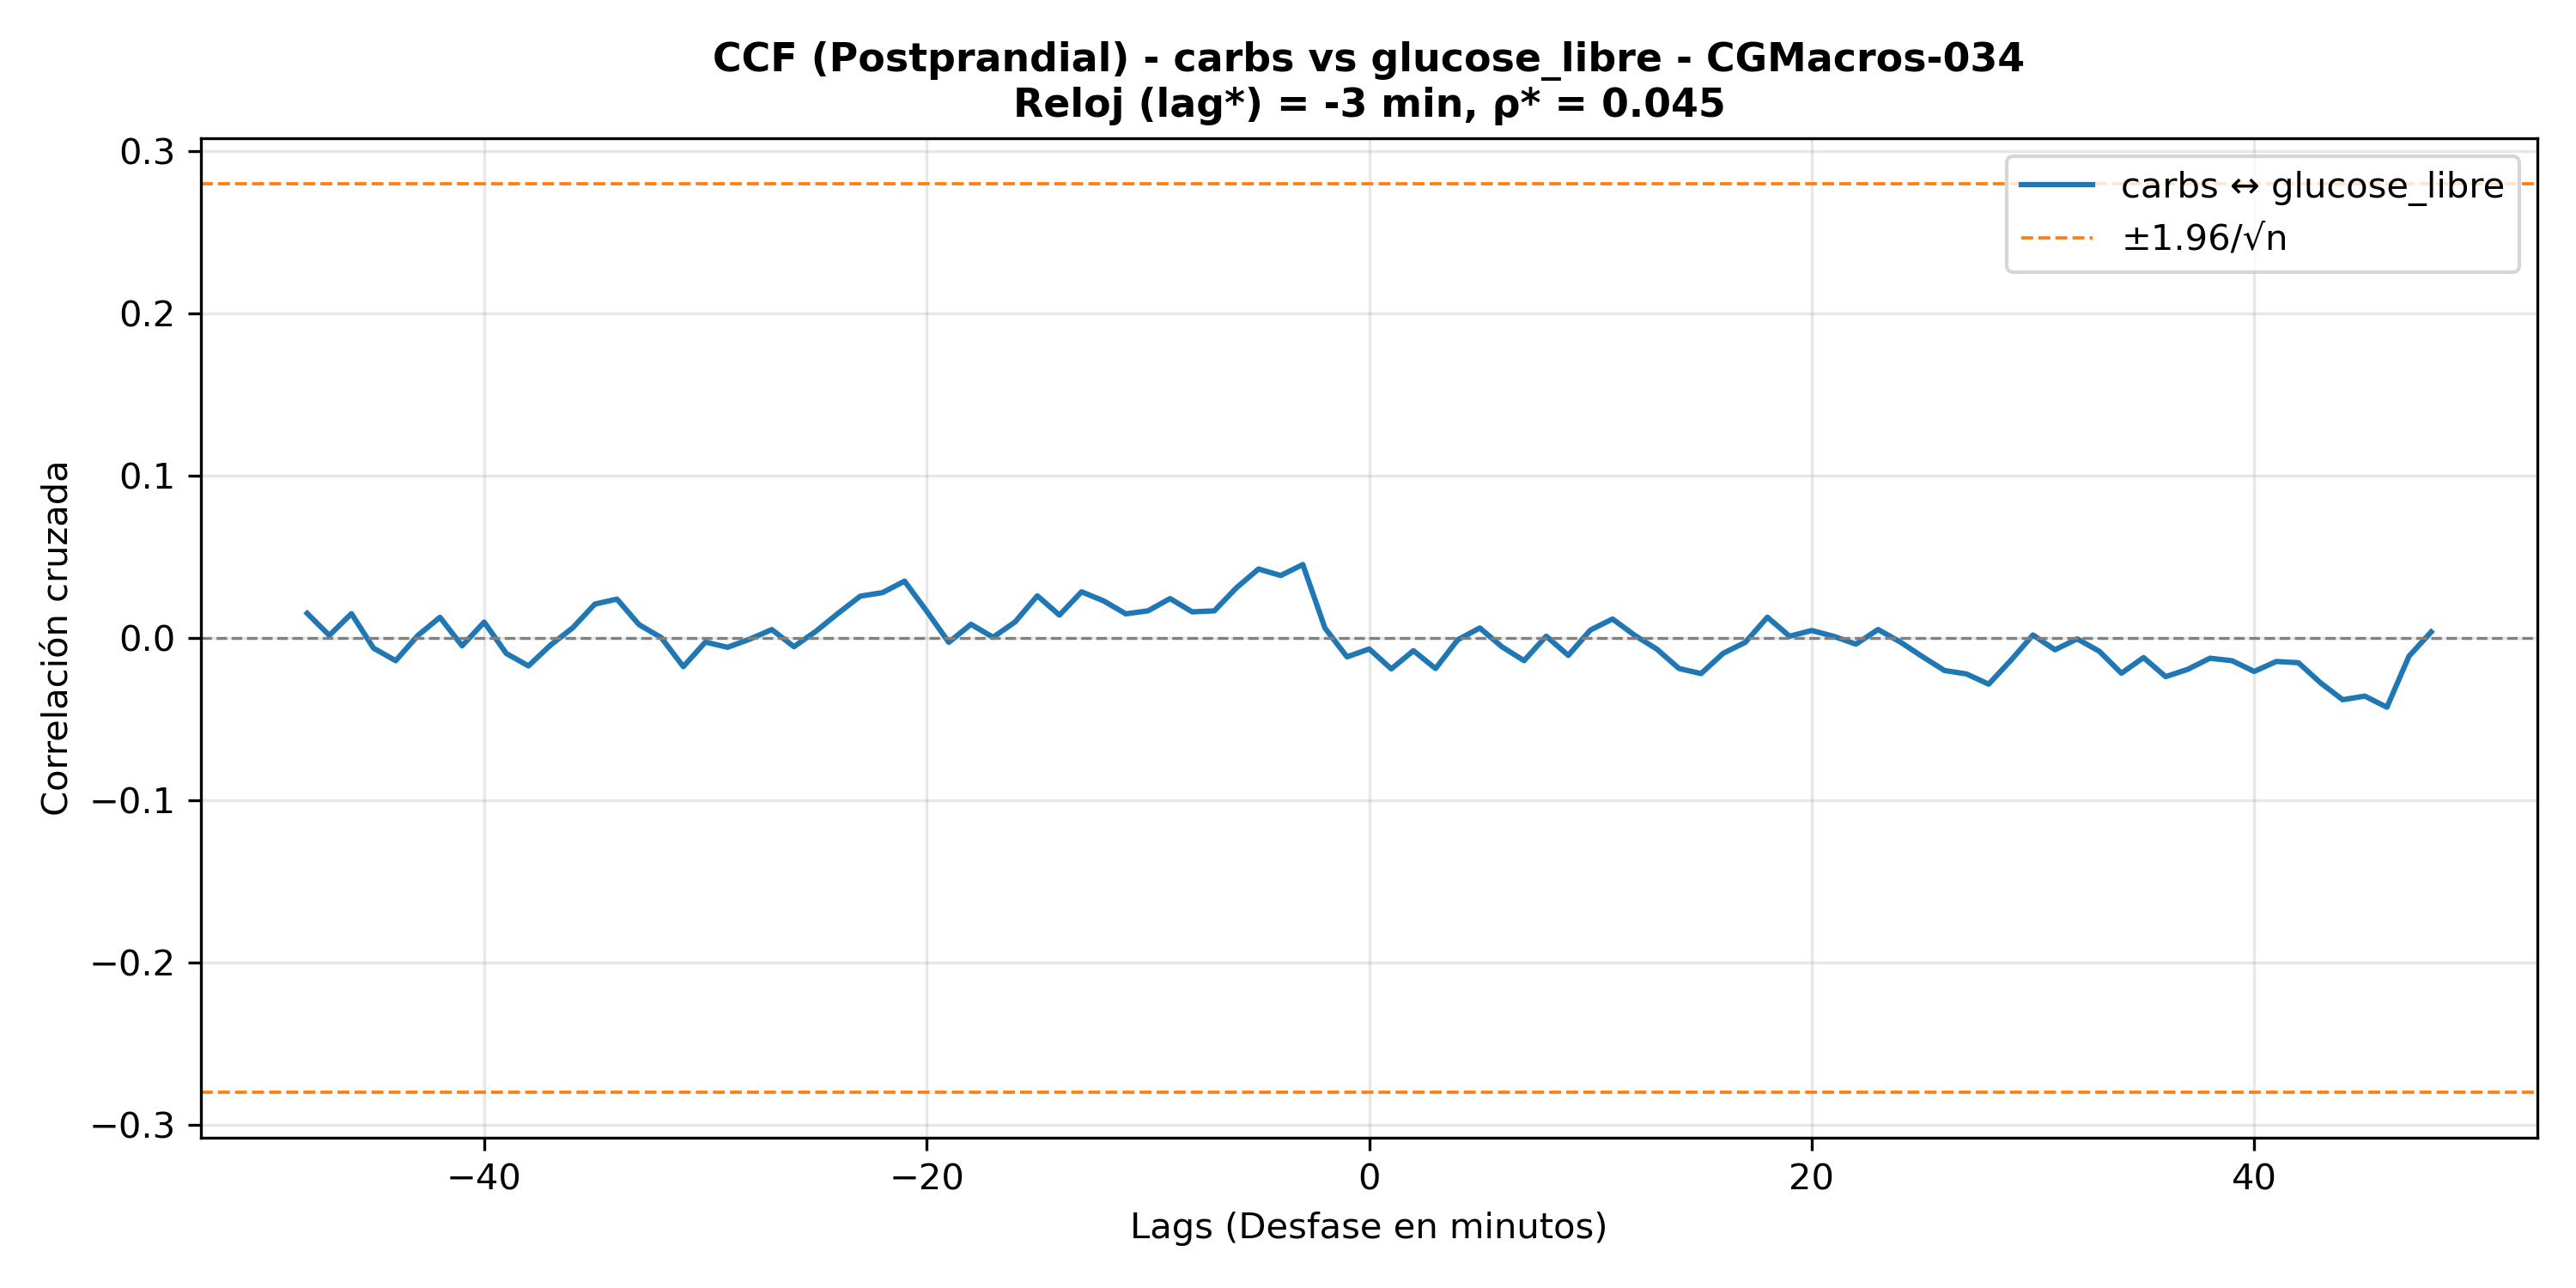 CCF (Postprandial) - carbs vs glucose_libre - CGMacros-034
Reloj (lag*) = -3 min, ρ* = 0.045
carbs ↔ glucose_libre
±1.96/√n
Correlación cruzada
0.3
0.2
0.1
0.0
−0.1
−0.2
−0.3
−40
−20
0
20
40
Lags (Desfase en minutos)